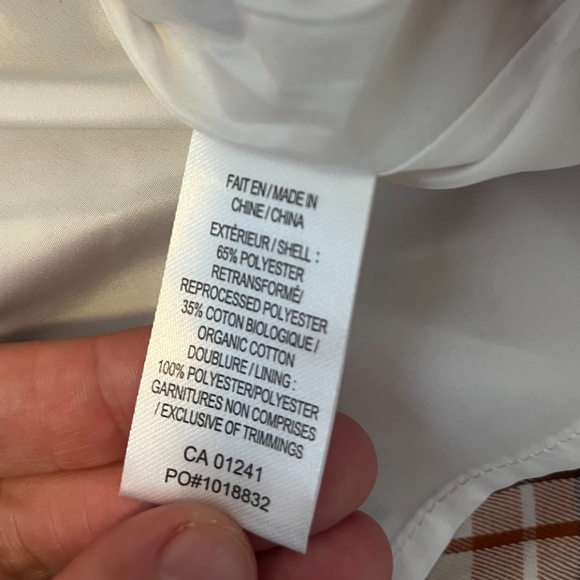 FAIT EN / MADE IN
CHINE / CHINA
EXTÉRIEUR / SHELL :
65% POLYESTER
RETRANSFORMÉ/
REPROCESSED POLYESTER
35% COTON BIOLOGIQUE /
ORGANIC COTTON
DOUBLURE / LINING :
100% POLYESTER/POLYESTER
GARNITURES NON COMPRISES
/ EXCLUSIVE OF TRIMMINGS
CA 01241
PO#1018832